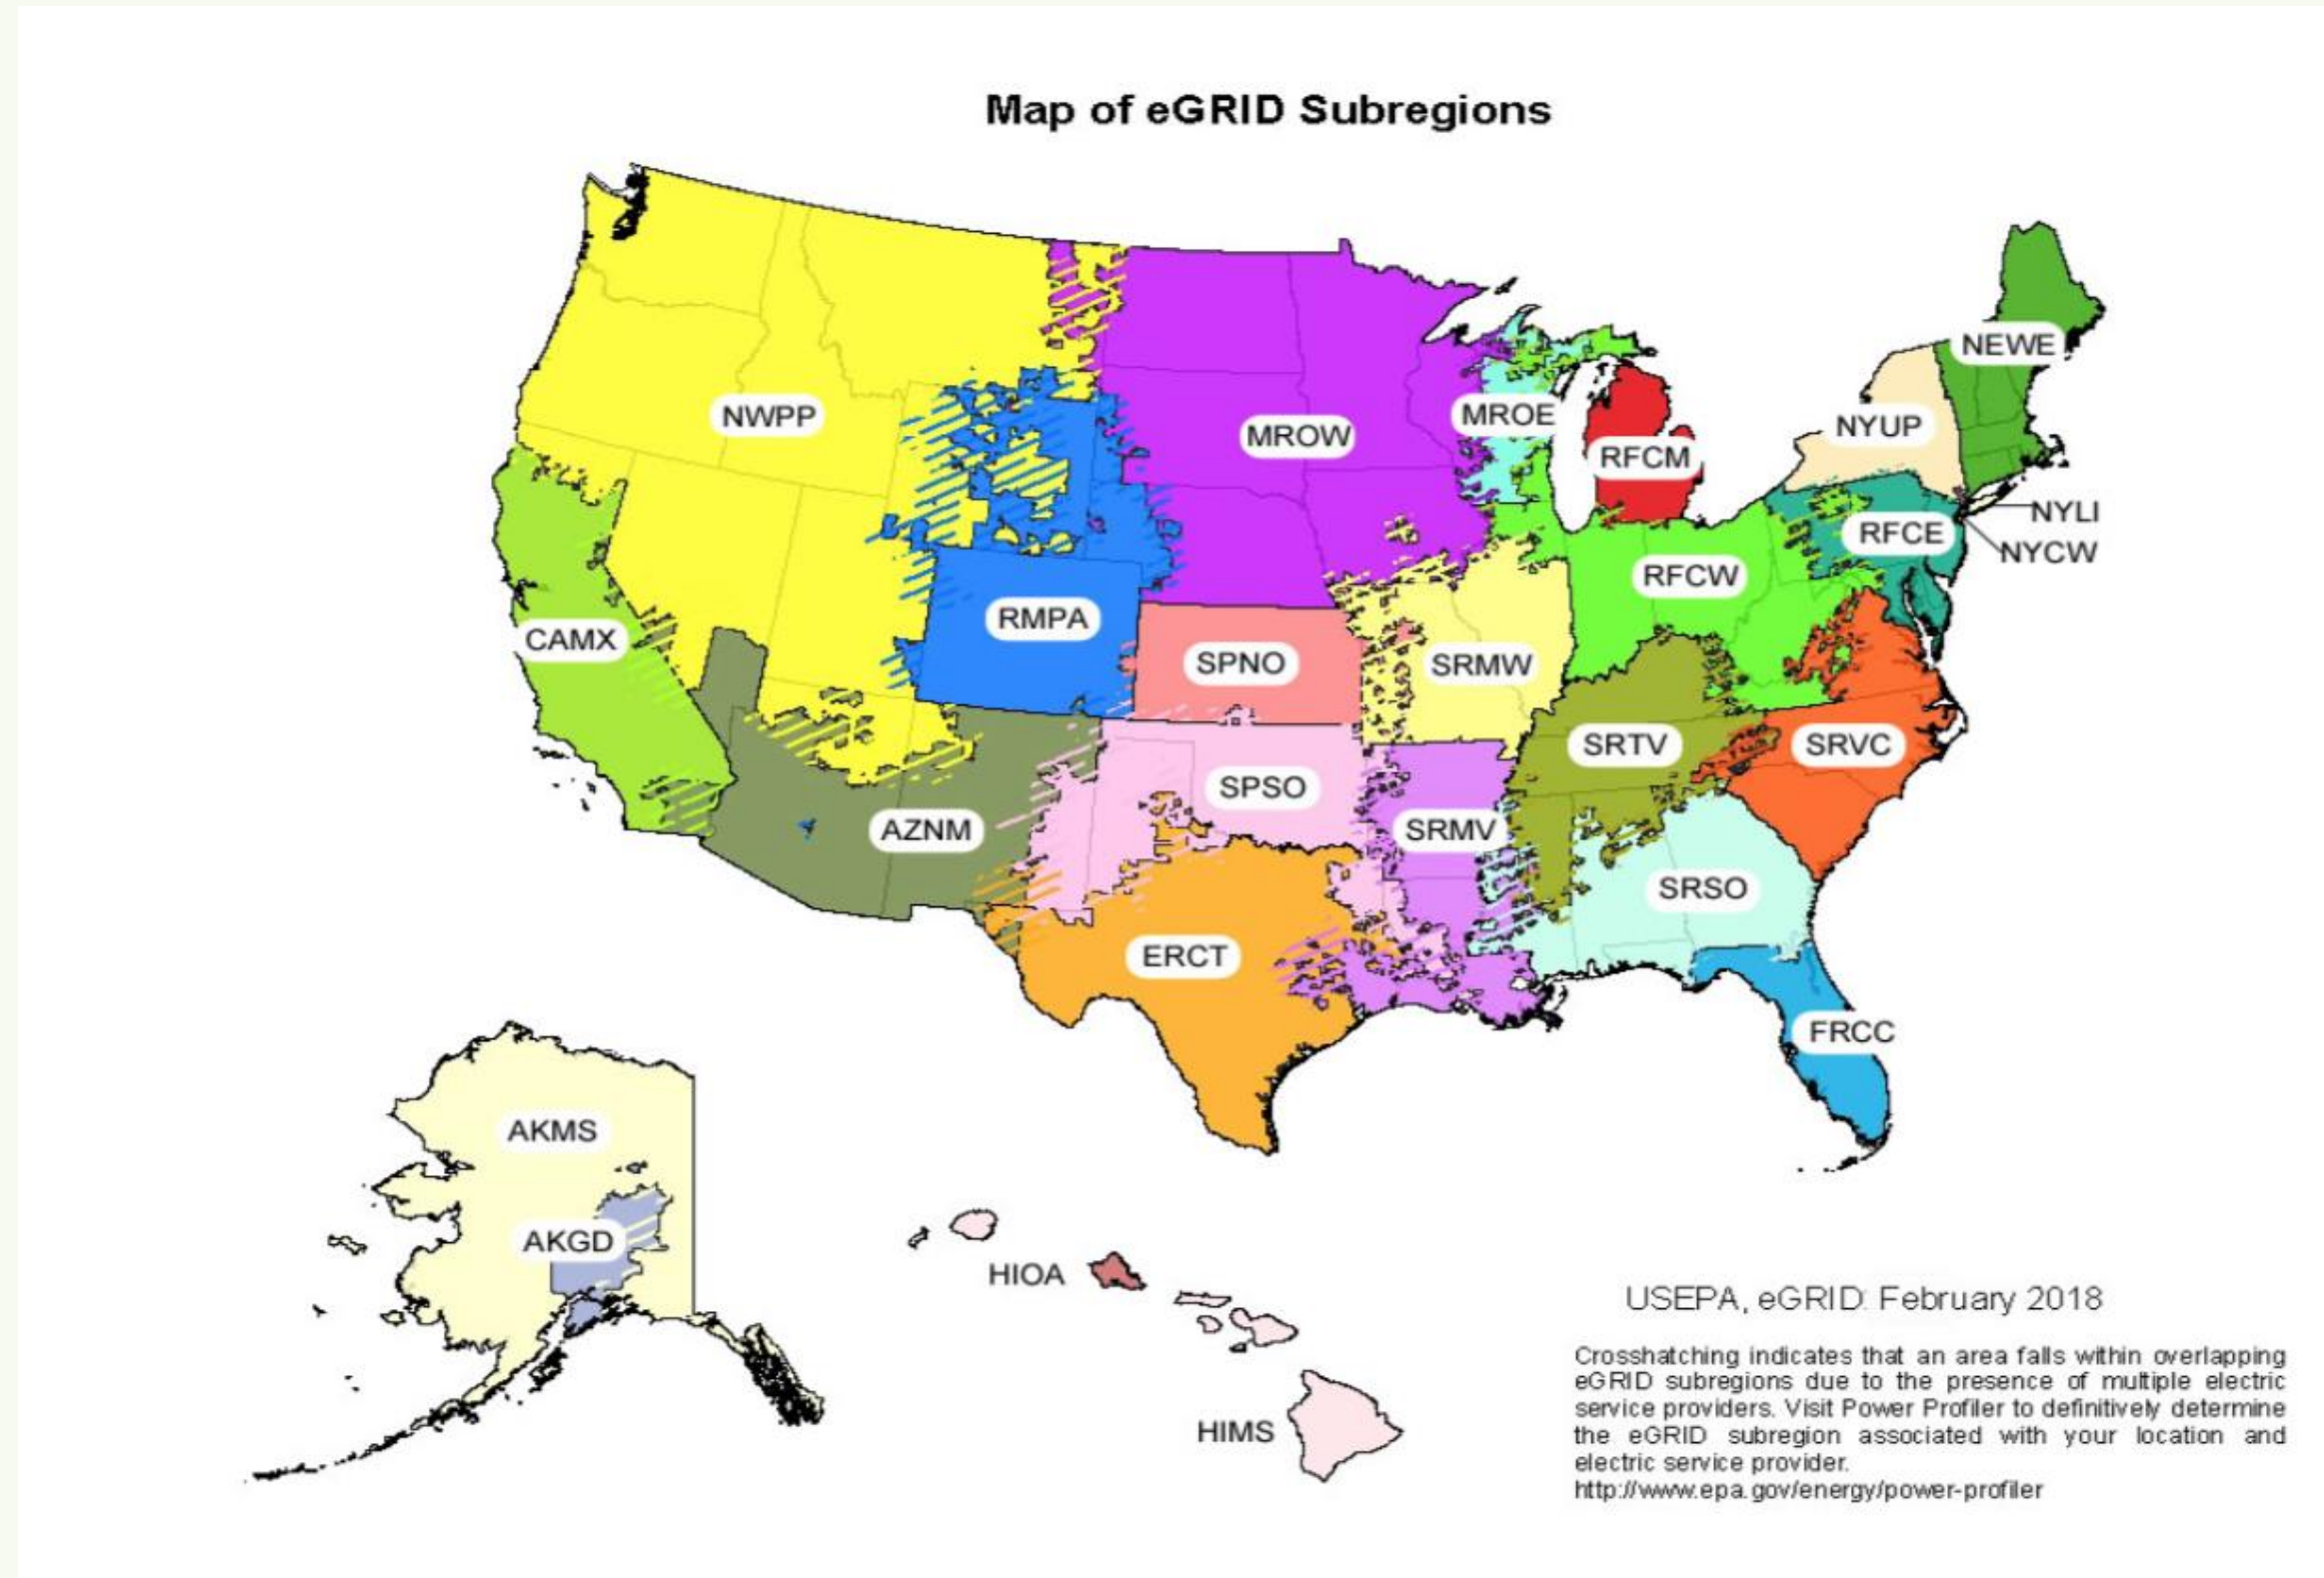 Map of eGRID Subregions
NEWE
NWPP
MROE
NYUP
MROW
RFCM
NYLI
RFCE
NYCW
RFCW
RMPA
CAMX
SPNO
SRMW
SRTV
SRVC
SPSO
AZNM
SRMV
SRSO
ERCT
FRCC
AKMS
AKGD
HIOA
HIMS
USEPA, eGRID: February 2018
Crosshatching indicates that an area falls within overlapping
eGRID subregions due to the presence of multiple electric
service providers. Visit Power Profiler to definitively determine
the eGRID subregion associated with your location and
electric service provider.
http://www.epa.gov/energy/power-profiler